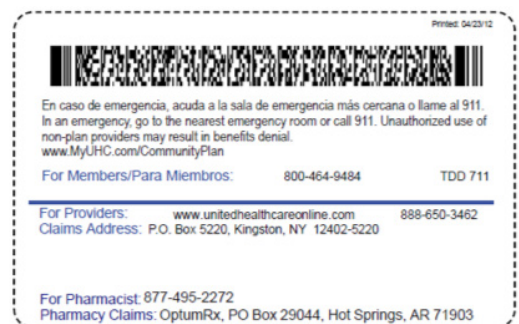 Printed: 04/23/12
En caso de emergencia, acuda a la sala de emergencia más cercana o llame al 911.
In an emergency, go to the nearest emergency room or call 911. Unauthorized use of
non-plan providers may result in benefits denial.
www.MyUHC.com/CommunityPlan
For Members/Para Miembros: 800-464-9484 TDD 711
For Providers: www.unitedhealthcareonline.com 888-650-3462
Claims Address: P.O. Box 5220, Kingston, NY 12402-5220
For Pharmacist: 877-495-2272
Pharmacy Claims: OptumRx, PO Box 29044, Hot Springs, AR 71903